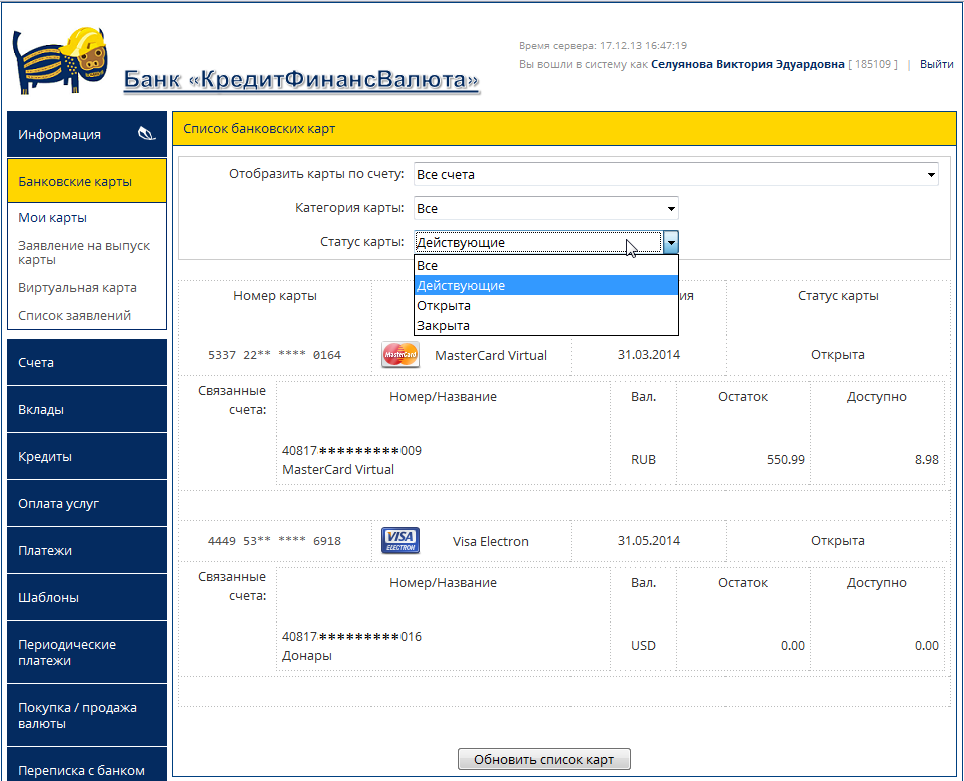 Банк «КредитФинансВалюта»
Время сервера: 17.12.13 16:47:19
Вы вошли в систему как Селуянова Виктория Эдуардовна [ 185109 ] | Выйти
Информация
Банковские карты
Мои карты
Заявление на выпуск
карты
Виртуальная карта
Список заявлений
Счета
Вклады
Кредиты
Оплата услуг
Платежи
Шаблоны
Периодические
платежи
Покупка / продажа
валюты
Переписка с банком
Список банковских карт
Отобразить карты по счету: Все счета
Категория карты: Все
Статус карты: Действующие
Все
Действующие
Открыта
Закрыта
Номер карты ия Статус карты
5337 22** **** 0164 MasterCard MasterCard Virtual 31.03.2014 Открыта
Связанные
счета:
Номер/Название Вал. Остаток Доступно
40817*********009
MasterCard Virtual
RUB 550.99 8.98
4449 53** **** 6918 VISA ELECTRON Visa Electron 31.05.2014 Открыта
Связанные
счета:
Номер/Название Вал. Остаток Доступно
40817*********016
Донары
USD 0.00 0.00
Обновить список карт